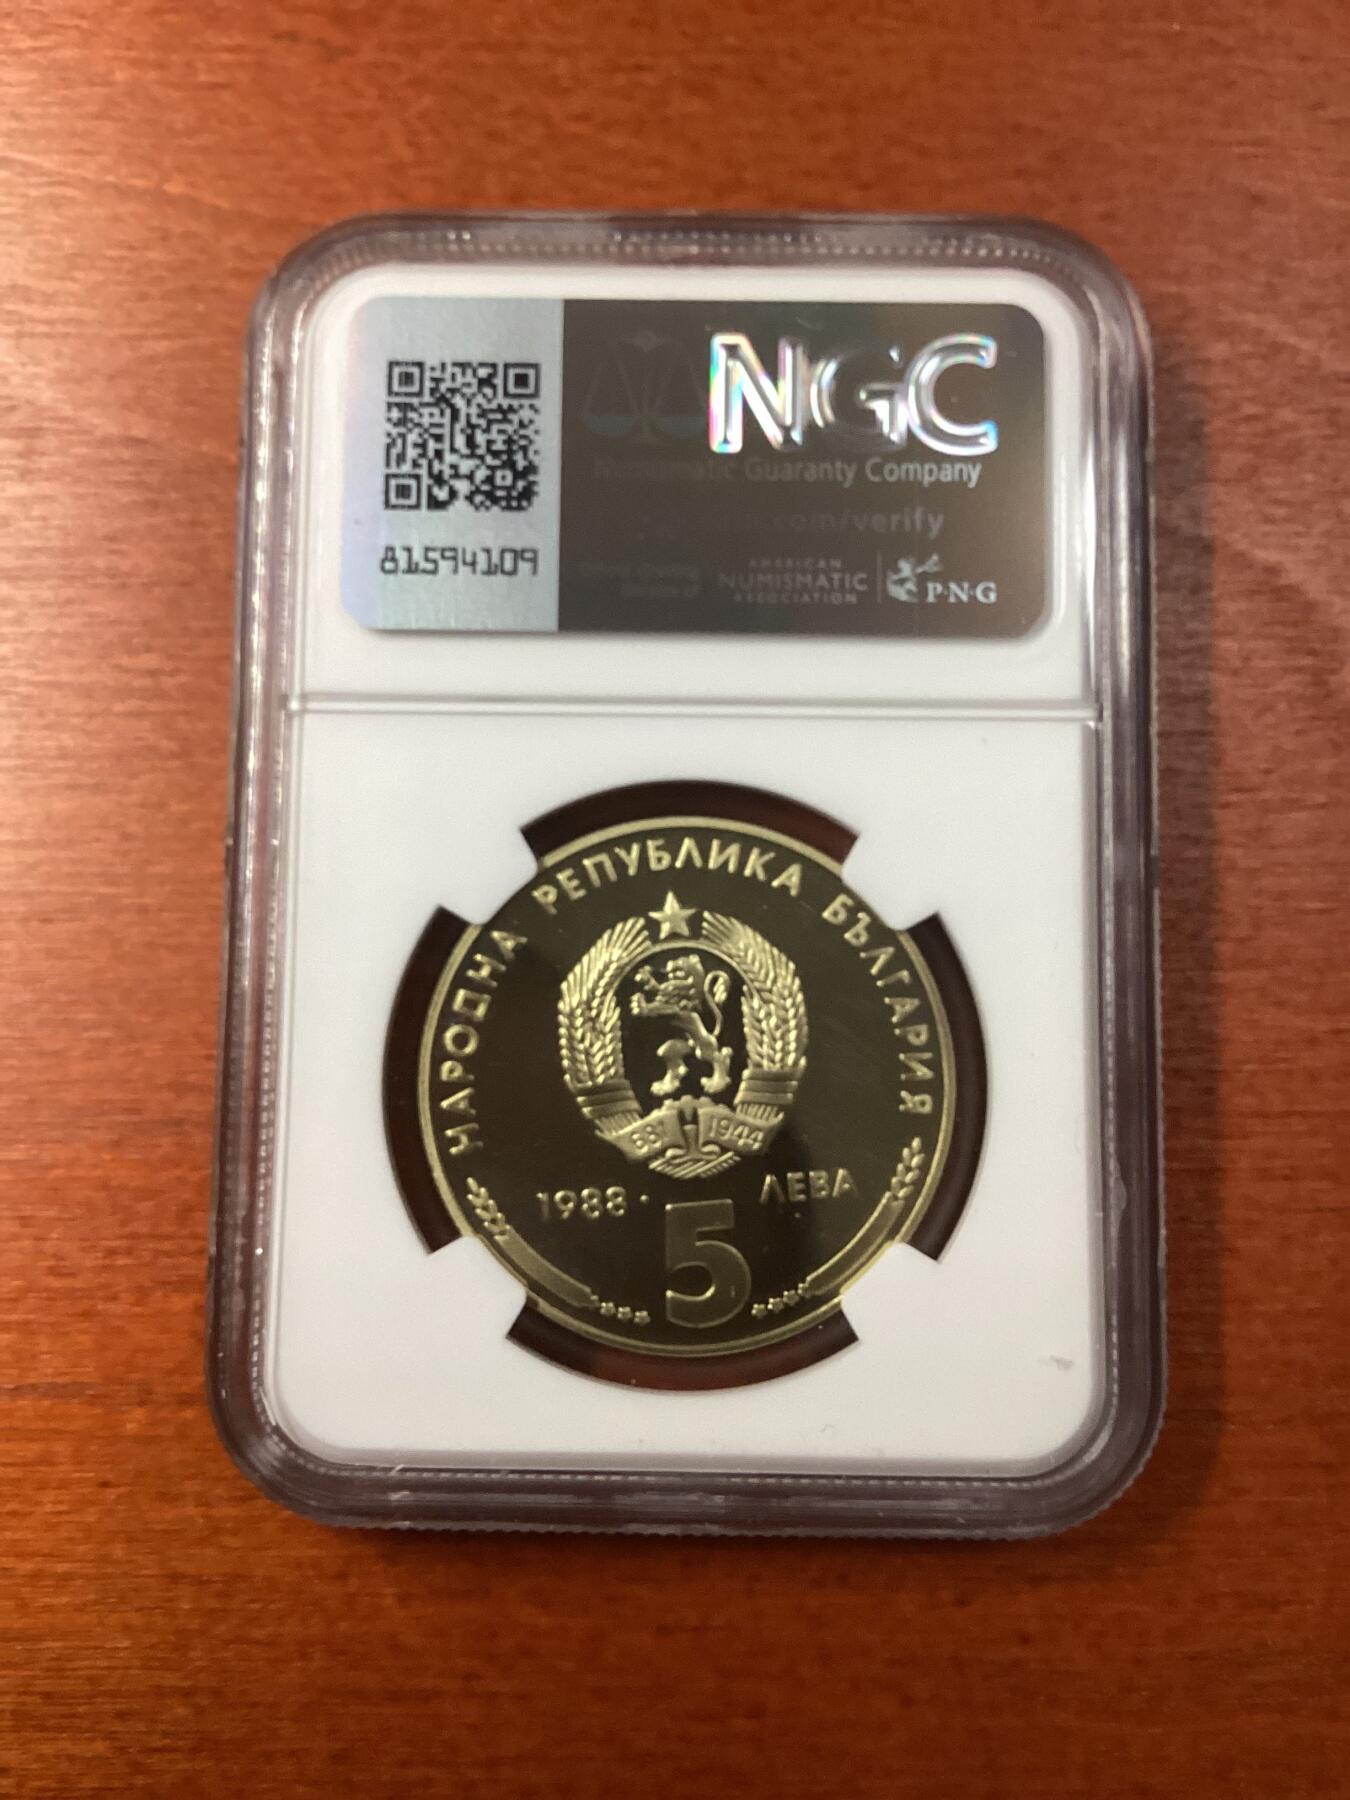 NGC
Numismatic Guaranty Company
.com/verify
81594109
AMERICAN
NUMISMATIC
ASSOCIATION
P·N·G
НАРОДНА РЕПУБЛИКА БЪЛГАРИЯ
681 1944
1988· ЛЕВА
5